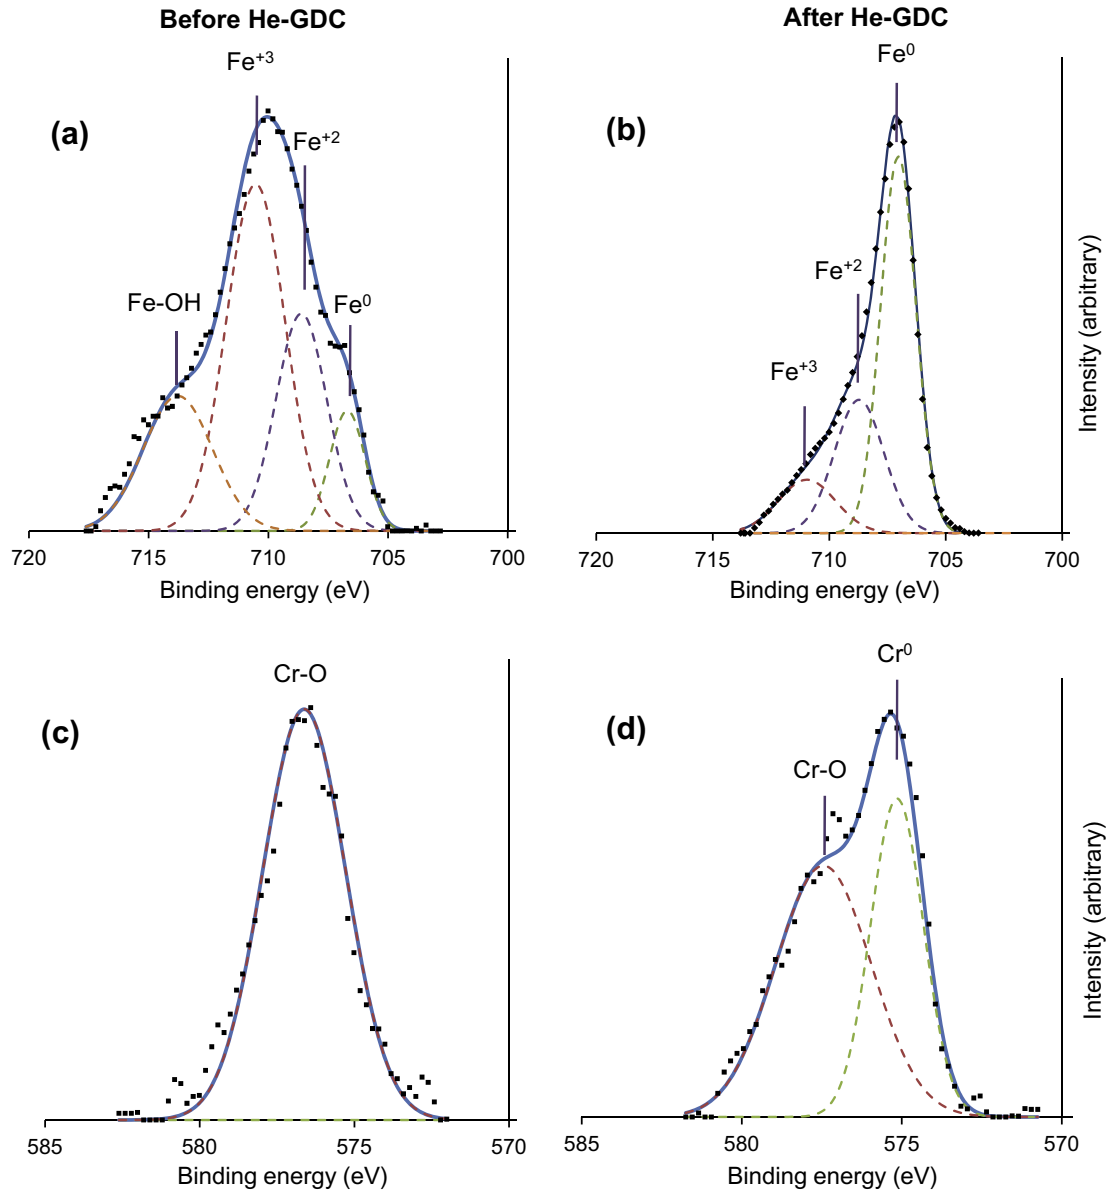 Before He-GDC
After He-GDC
(a)
Fe+3
Fe+2
Fe-OH
Fe0
720 715 710 705 700
Binding energy (eV)
(b)
Fe0
Fe+2
Fe+3
720 715 710 705 700
Binding energy (eV)
Intensity (arbitrary)
(c)
Cr-O
585 580 575 570
Binding energy (eV)
(d)
Cr0
Cr-O
585 580 575 570
Binding energy (eV)
Intensity (arbitrary)